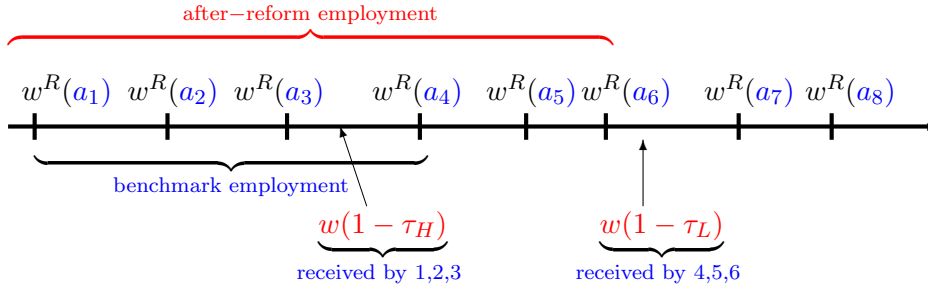 after−reform employment
w^R(a_1) w^R(a_2) w^R(a_3) w^R(a_4) w^R(a_5) w^R(a_6) w^R(a_7) w^R(a_8)
benchmark employment
w(1 − τ_H) w(1 − τ_L)
received by 1,2,3 received by 4,5,6